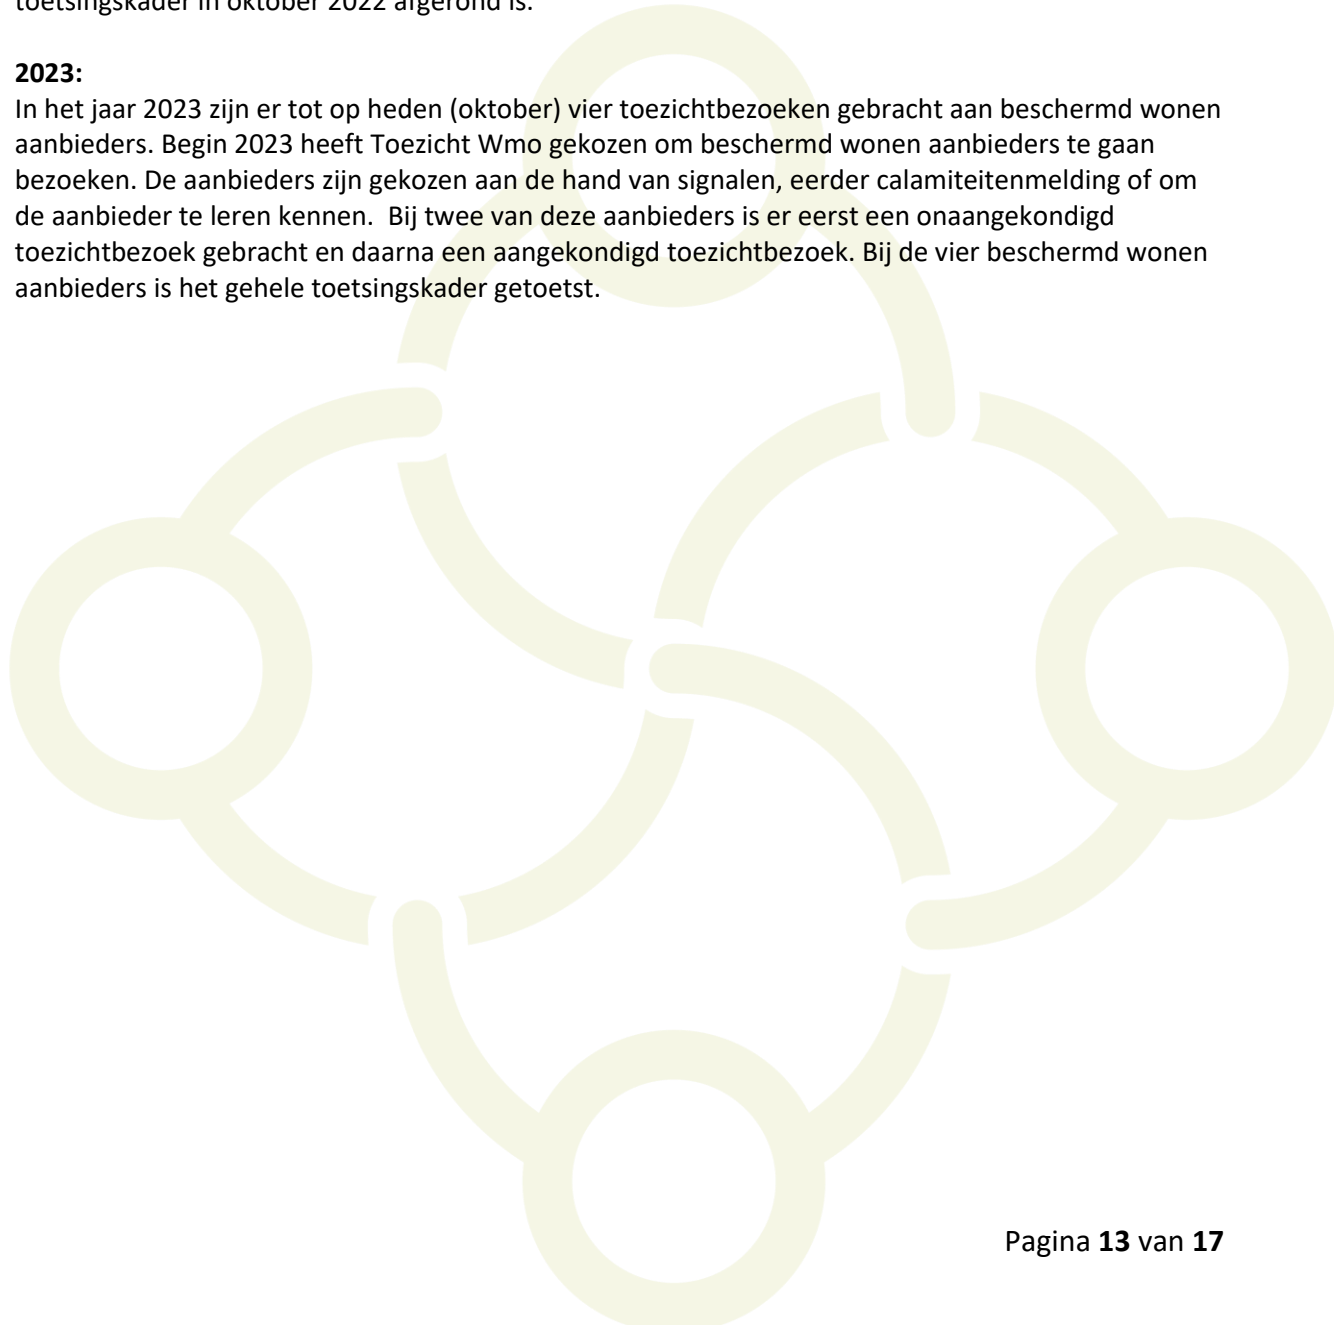 toetsingskader in oktober 2022 afgerond is.
2023:
In het jaar 2023 zijn er tot op heden (oktober) vier toezichtbezoeken gebracht aan beschermd wonen
aanbieders. Begin 2023 heeft Toezicht Wmo gekozen om beschermd wonen aanbieders te gaan
bezoeken. De aanbieders zijn gekozen aan de hand van signalen, eerder calamiteitenmelding of om
de aanbieder te leren kennen.  Bij twee van deze aanbieders is er eerst een onaangekondigd
toezichtbezoek gebracht en daarna een aangekondigd toezichtbezoek. Bij de vier beschermd wonen
aanbieders is het gehele toetsingskader getoetst.
Pagina 13 van 17